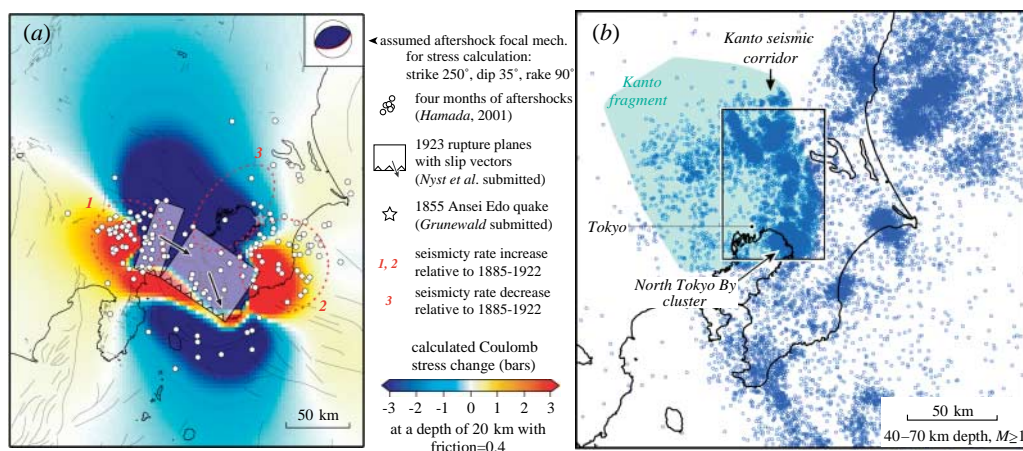 (a)
1
3
2
50 km
assumed aftershock focal mech.
for stress calculation:
strike 250°, dip 35°, rake 90°
four months of aftershocks
(Hamada, 2001)
1923 rupture planes
with slip vectors
(Nyst et al. submitted)
1855 Ansei Edo quake
(Grunewald submitted)
1, 2 seismicity rate increase
relative to 1885-1922
3 seismicty rate decrease
relative to 1885-1922
calculated Coulomb
stress change (bars)
-3 -2 -1 0 1 2 3
at a depth of 20 km with
friction=0.4
(b)
Kanto seismic
corridor
Kanto
fragment
Tokyo
North Tokyo By
cluster
50 km
40–70 km depth, M≥1